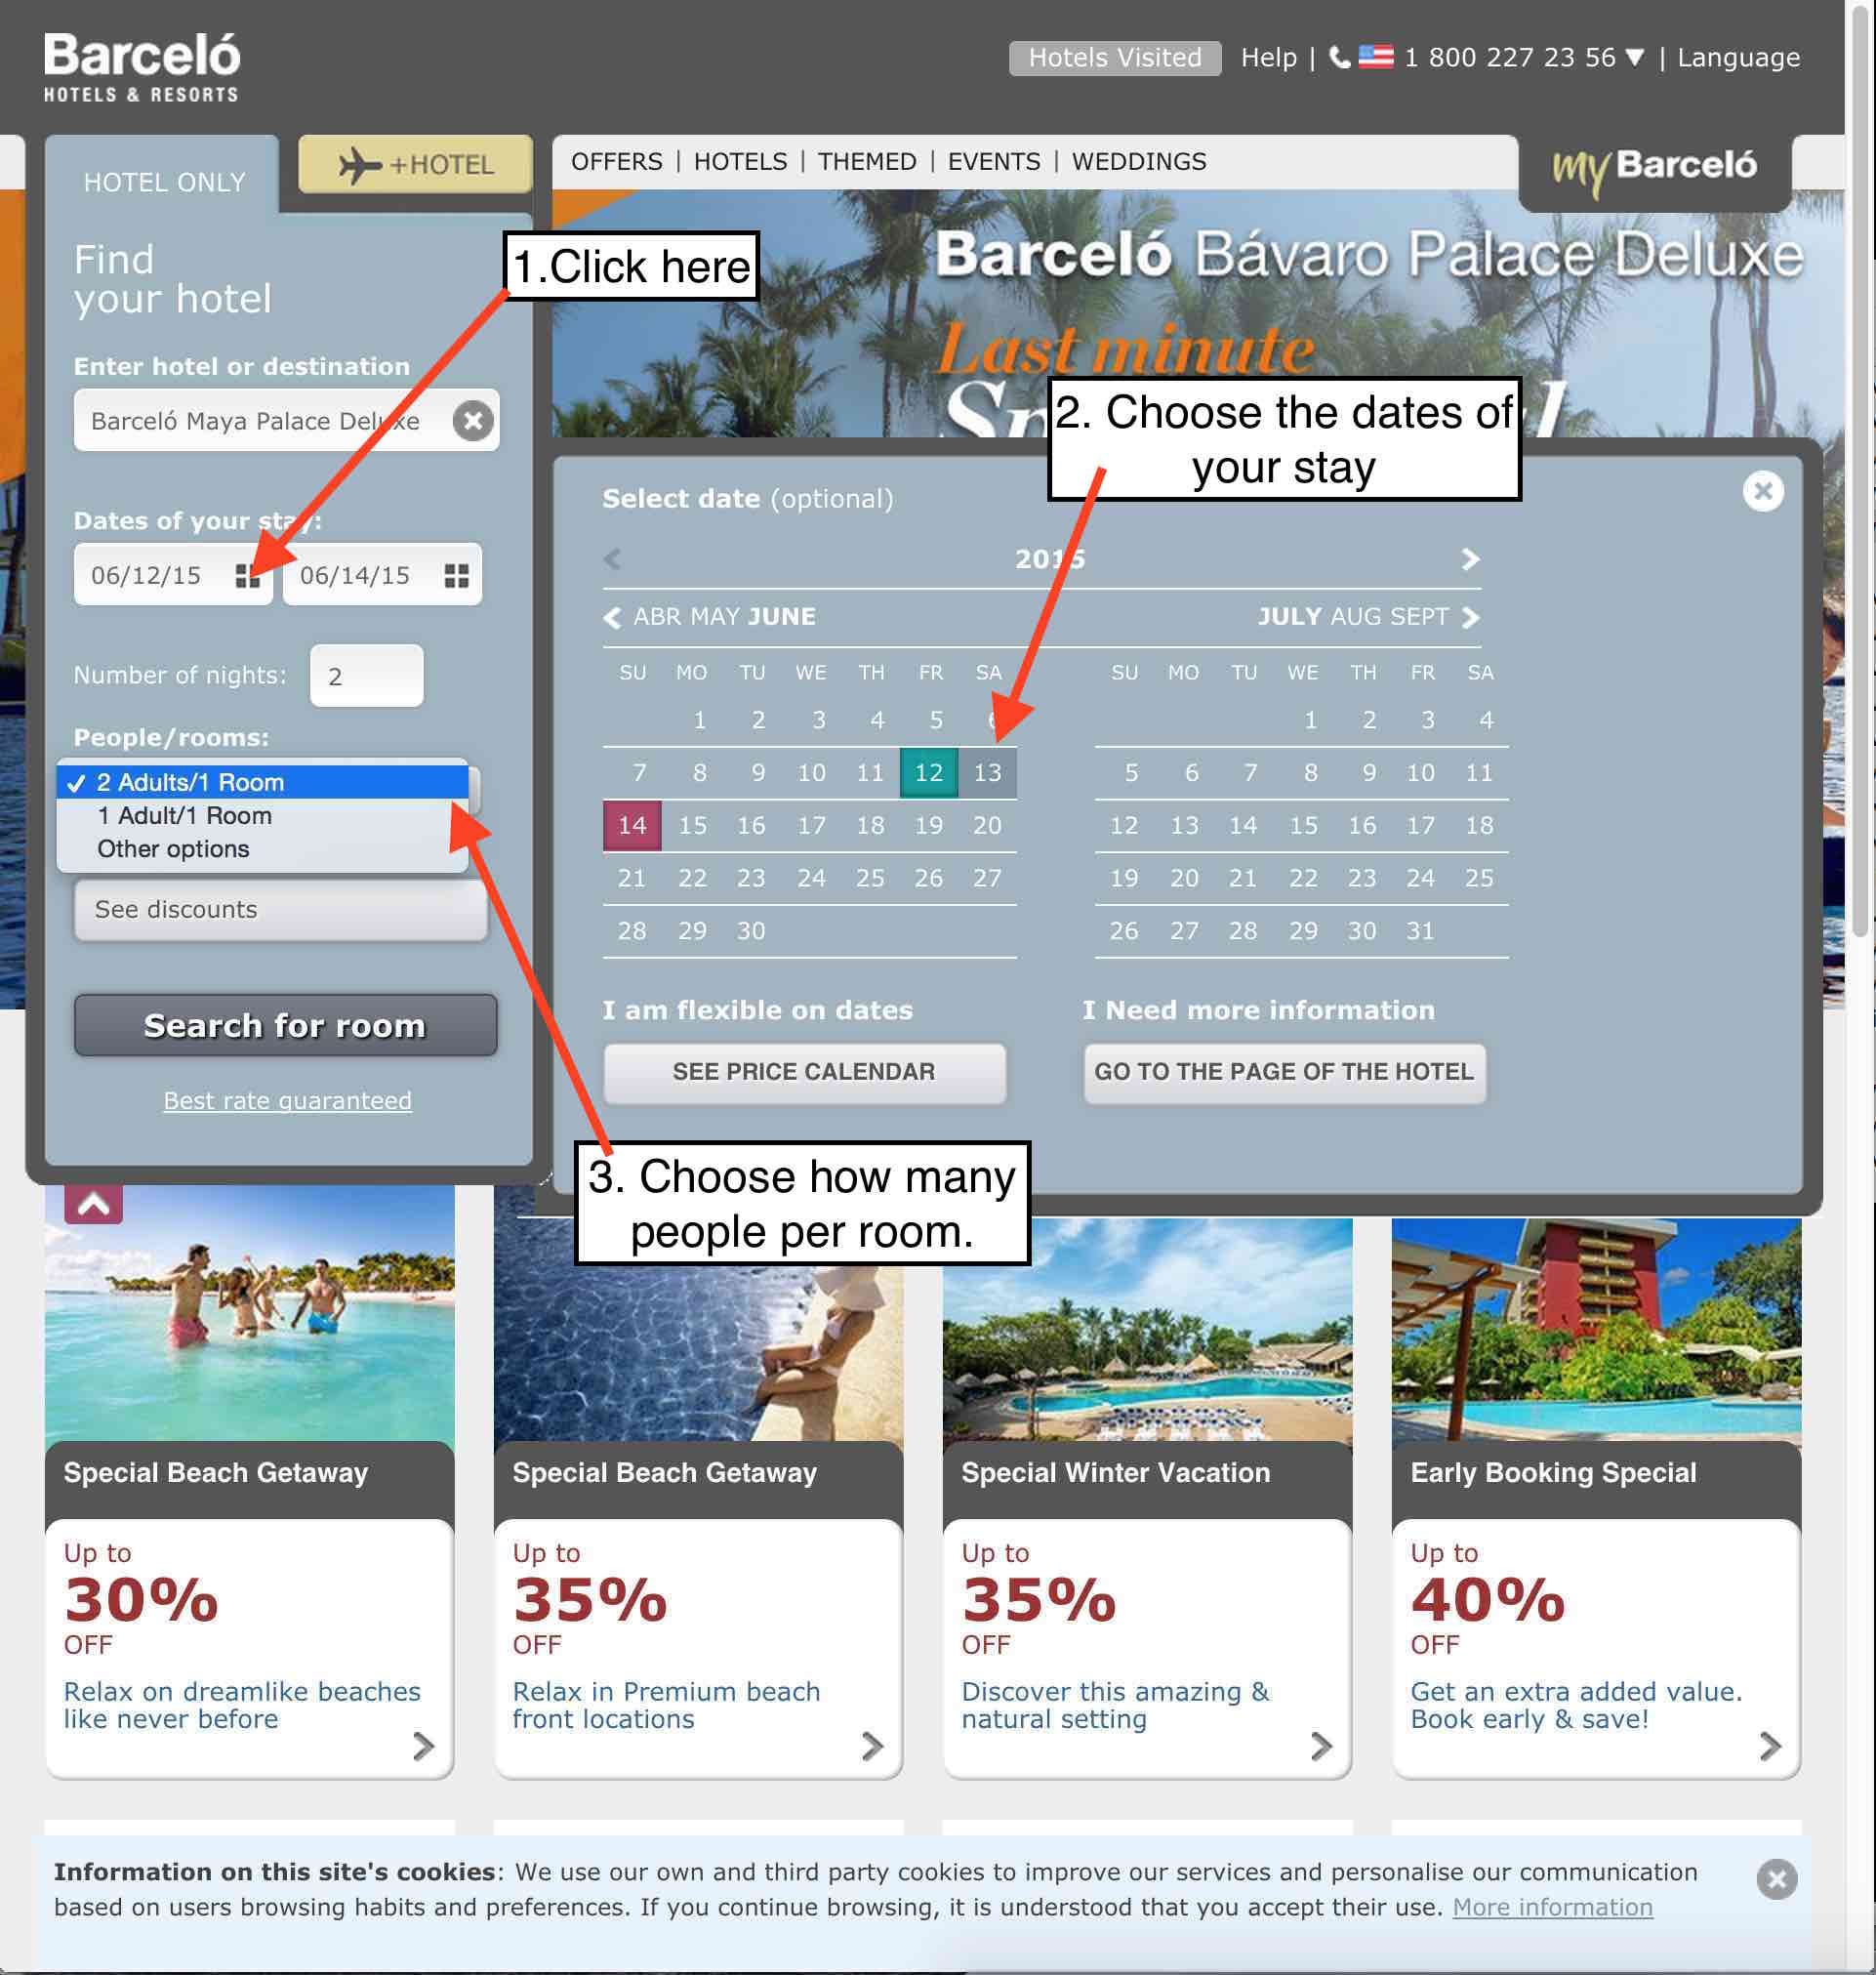 Barceló
HOTELS & RESORTS
Hotels Visited Help | 1 800 227 23 56 ▼ | Language
HOTEL ONLY
+HOTEL
OFFERS | HOTELS | THEMED | EVENTS | WEDDINGS
my Barceló
Find
your hotel
1.Click here
Barceló Bávaro Palace Deluxe
Last minute
Enter hotel or destination
Barceló Maya Palace Deluxe
2. Choose the dates of
your stay
Dates of your stay:
06/12/15 06/14/15
Number of nights: 2
People/rooms:
✓ 2 Adults/1 Room
1 Adult/1 Room
Other options
See discounts
Search for room
Best rate guaranteed
Select date (optional)
2015
ABR MAY JUNE
JULY AUG SEPT
SU MO TU WE TH FR SA
1 2 3 4 5 6
7 8 9 10 11 12 13
14 15 16 17 18 19 20
21 22 23 24 25 26 27
28 29 30
SU MO TU WE TH FR SA
1 2 3 4
5 6 7 8 9 10 11
12 13 14 15 16 17 18
19 20 21 22 23 24 25
26 27 28 29 30 31
I am flexible on dates
SEE PRICE CALENDAR
I Need more information
GO TO THE PAGE OF THE HOTEL
3. Choose how many
people per room.
Special Beach Getaway
Up to
30%
OFF
Relax on dreamlike beaches
like never before
Special Beach Getaway
Up to
35%
OFF
Relax in Premium beach
front locations
Special Winter Vacation
Up to
35%
OFF
Discover this amazing &
natural setting
Early Booking Special
Up to
40%
OFF
Get an extra added value.
Book early & save!
Information on this site's cookies: We use our own and third party cookies to improve our services and personalise our communication
based on users browsing habits and preferences. If you continue browsing, it is understood that you accept their use. More information